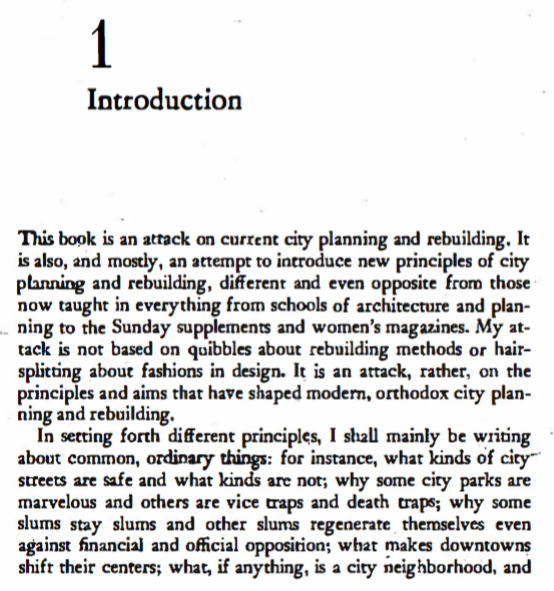 1
Introduction
This book is an attack on current city planning and rebuilding. It
is also, and mostly, an attempt to introduce new principles of city
planning and rebuilding, different and even opposite from those
now taught in everything from schools of architecture and plan-
ning to the Sunday supplements and women's magazines. My at-
tack is not based on quibbles about rebuilding methods or hair-
splitting about fashions in design. It is an attack, rather, on the
principles and aims that have shaped modern, orthodox city plan-
ning and rebuilding.
In setting forth different principles, I shall mainly be writing
about common, ordinary things: for instance, what kinds of city
streets are safe and what kinds are not; why some city parks are
marvelous and others are vice traps and death traps; why some
slums stay slums and other slums regenerate themselves even
against financial and official opposition; what makes downtowns
shift their centers; what, if anything, is a city neighborhood, and